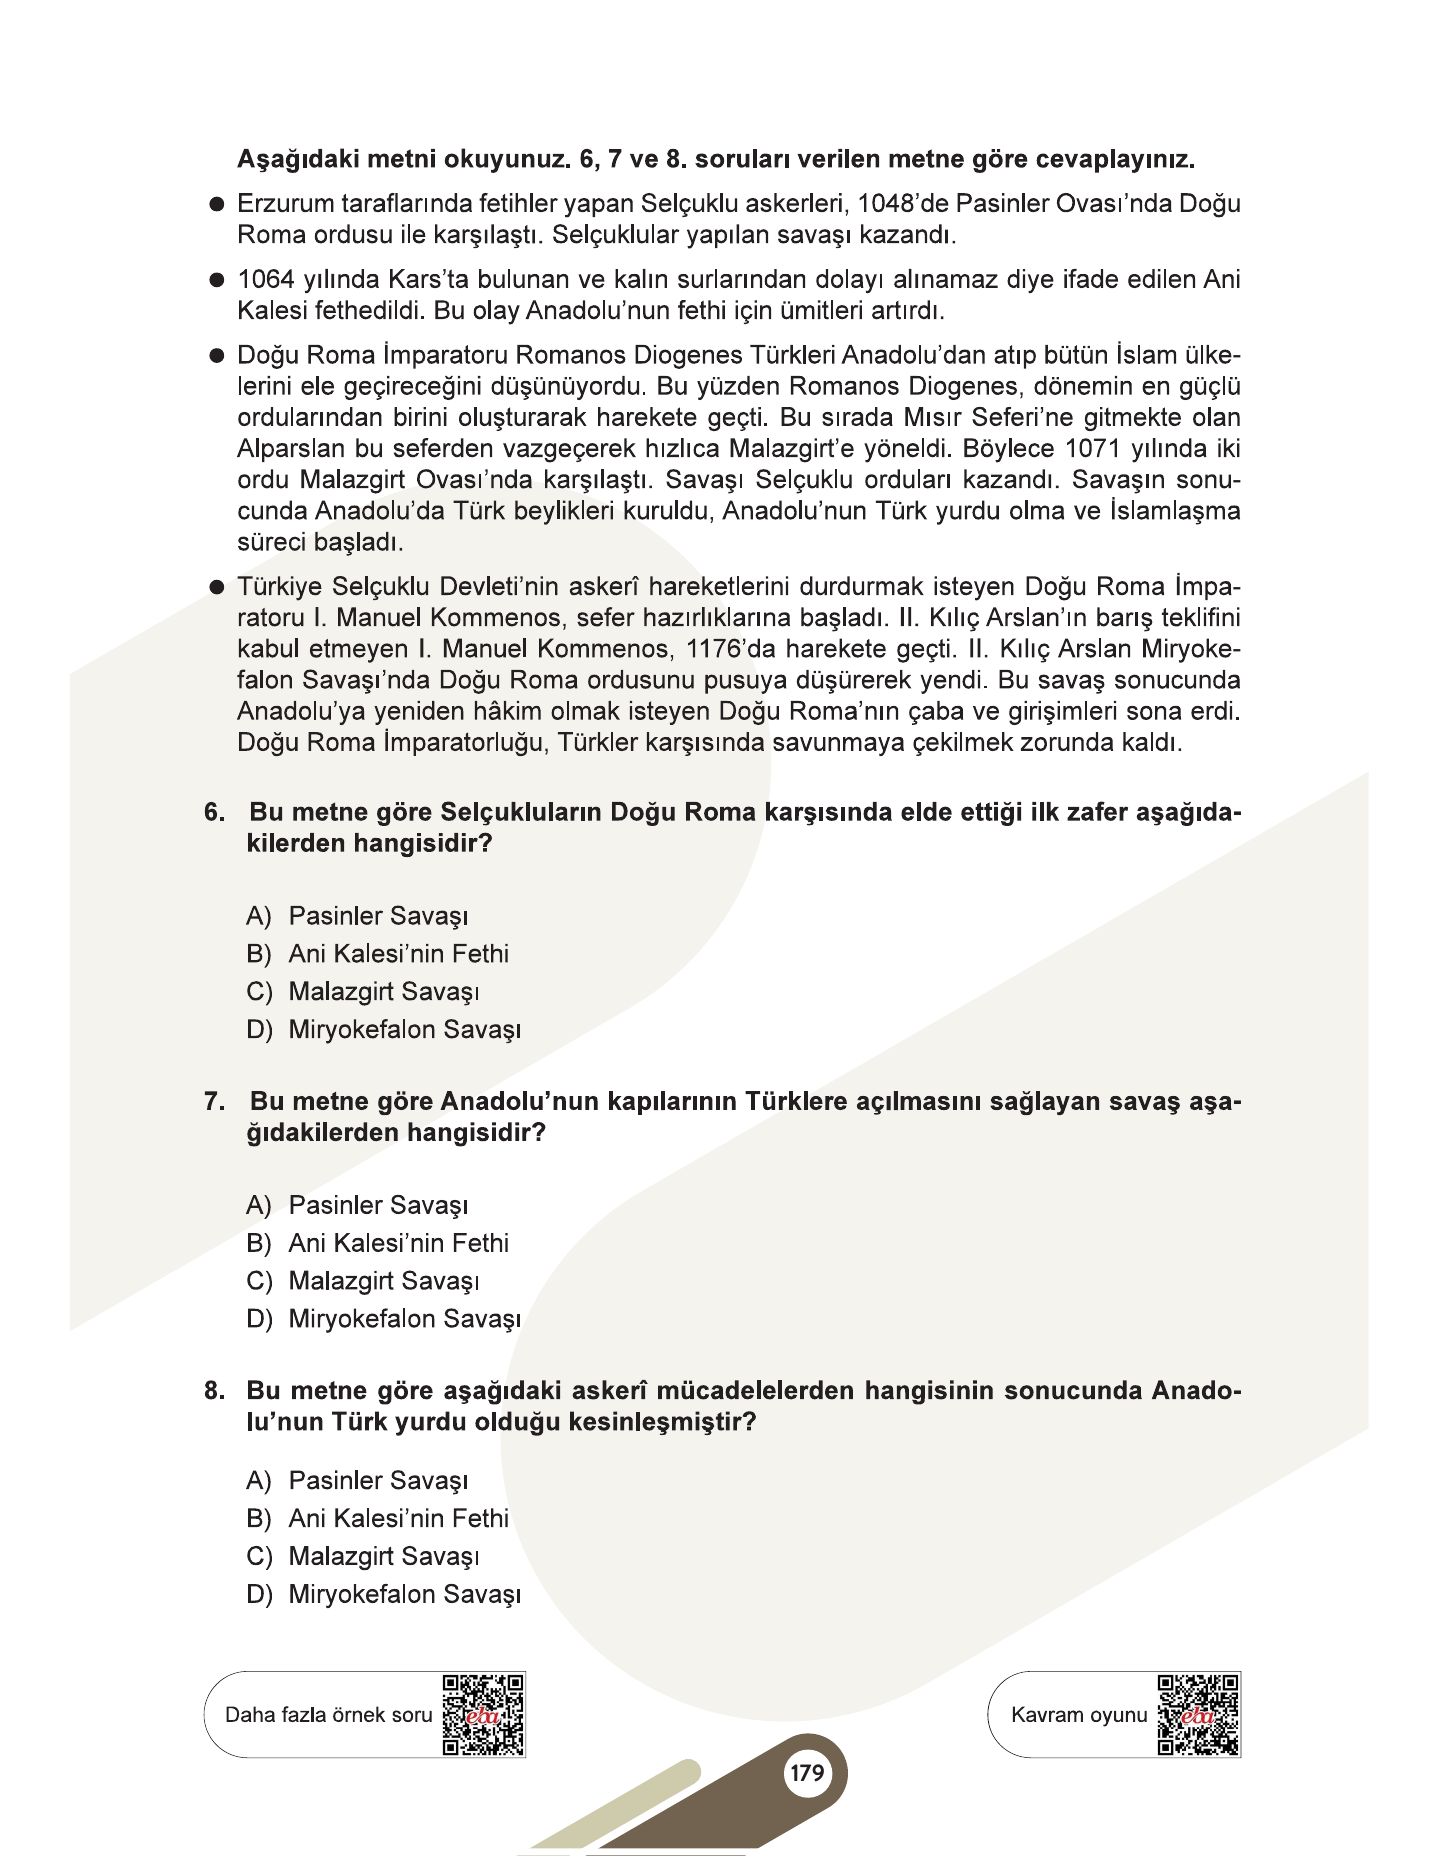 Aşağıdaki metni okuyunuz. 6, 7 ve 8. soruları verilen metne göre cevaplayınız.
● Erzurum taraflarında fetihler yapan Selçuklu askerleri, 1048’de Pasinler Ovası’nda Doğu
Roma ordusu ile karşılaştı. Selçuklular yapılan savaşı kazandı.
● 1064 yılında Kars’ta bulunan ve kalın surlarından dolayı alınamaz diye ifade edilen Ani
Kalesi fethedildi. Bu olay Anadolu’nun fethi için ümitleri artırdı.
● Doğu Roma İmparatoru Romanos Diogenes Türkleri Anadolu’dan atıp bütün İslam ülke-
lerini ele geçireceğini düşünüyordu. Bu yüzden Romanos Diogenes, dönemin en güçlü
ordularından birini oluşturarak harekete geçti. Bu sırada Mısır Seferi’ne gitmekte olan
Alparslan bu seferden vazgeçerek hızlıca Malazgirt’e yöneldi. Böylece 1071 yılında iki
ordu Malazgirt Ovası’nda karşılaştı. Savaşı Selçuklu orduları kazandı. Savaşın sonu-
cunda Anadolu’da Türk beylikleri kuruldu, Anadolu’nun Türk yurdu olma ve İslamlaşma
süreci başladı.
● Türkiye Selçuklu Devleti’nin askerî hareketlerini durdurmak isteyen Doğu Roma İmpa-
ratoru I. Manuel Kommenos, sefer hazırlıklarına başladı. II. Kılıç Arslan’ın barış teklifini
kabul etmeyen I. Manuel Kommenos, 1176’da harekete geçti. II. Kılıç Arslan Miryoke-
falon Savaşı’nda Doğu Roma ordusunu pusuya düşürerek yendi. Bu savaş sonucunda
Anadolu’ya yeniden hâkim olmak isteyen Doğu Roma’nın çaba ve girişimleri sona erdi.
Doğu Roma İmparatorluğu, Türkler karşısında savunmaya çekilmek zorunda kaldı.
6. Bu metne göre Selçukluların Doğu Roma karşısında elde ettiği ilk zafer aşağıda-
kilerden hangisidir?
A) Pasinler Savaşı
B) Ani Kalesi’nin Fethi
C) Malazgirt Savaşı
D) Miryokefalon Savaşı
7. Bu metne göre Anadolu’nun kapılarının Türklere açılmasını sağlayan savaş aşa-
ğıdakilerden hangisidir?
A) Pasinler Savaşı
B) Ani Kalesi’nin Fethi
C) Malazgirt Savaşı
D) Miryokefalon Savaşı
8. Bu metne göre aşağıdaki askerî mücadelelerden hangisinin sonucunda Anado-
lu’nun Türk yurdu olduğu kesinleşmiştir?
A) Pasinler Savaşı
B) Ani Kalesi’nin Fethi
C) Malazgirt Savaşı
D) Miryokefalon Savaşı
Daha fazla örnek soru eba
Kavram oyunu eba
179